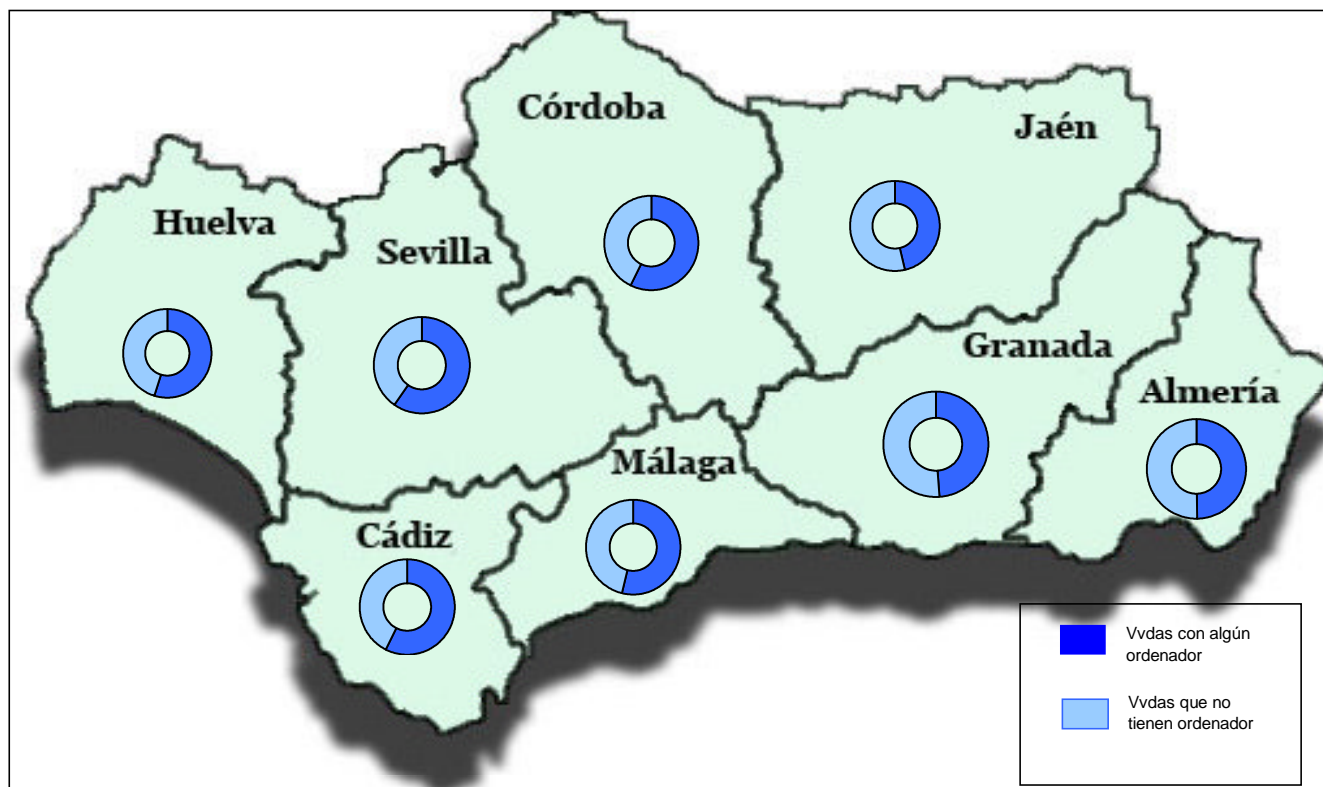 Córdoba
Jaén
Huelva
Sevilla
Granada
Almería
Málaga
Cádiz
Vvdas con algún
ordenador
Vvdas que no
tienen ordenador